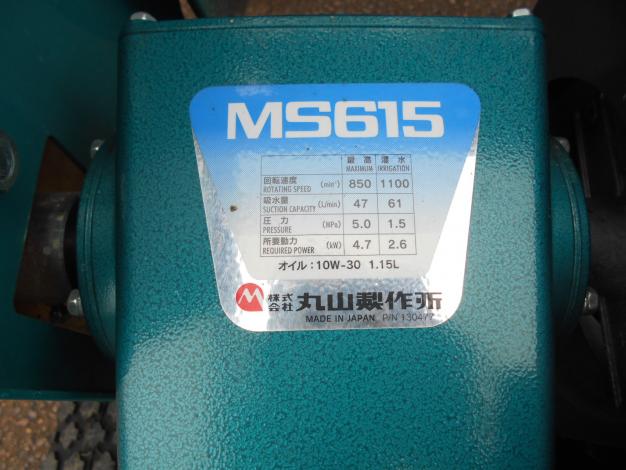 MS615
最高 灌水
MAXIMUM IRRIGATION
回転速度 (min⁻¹) 850 1100
ROTATING SPEED
吸水量 (L/min) 47 61
SUCTION CAPACITY
圧力 (MPa) 5.0 1.5
PRESSURE
所要動力 (kW) 4.7 2.6
REQUIRED POWER
オイル:10W-30 1.15L
株式会社 丸山製作所
MADE IN JAPAN P/N 130477